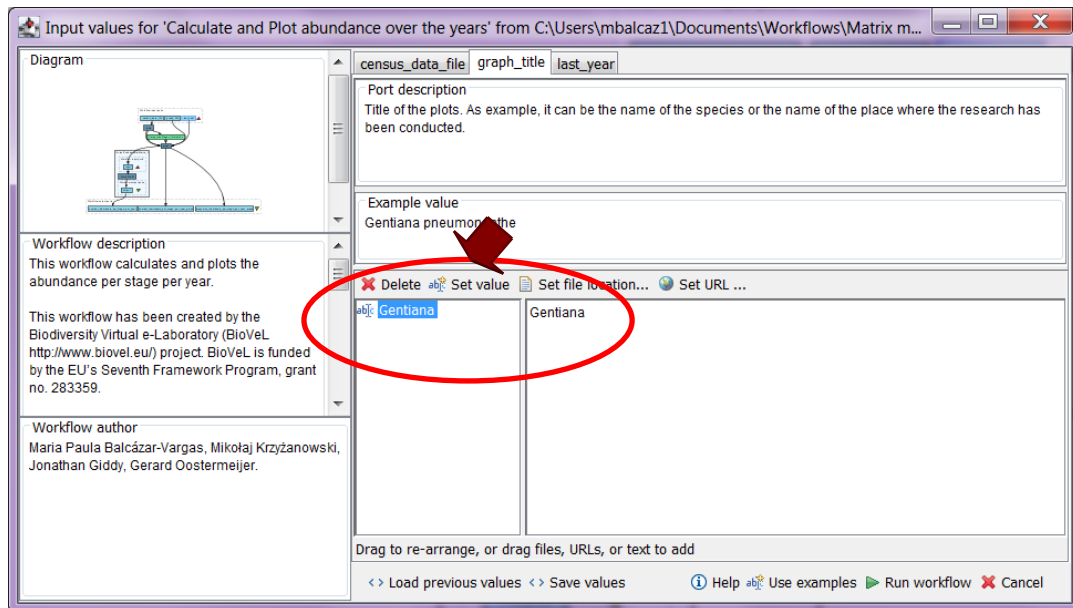 Input values for 'Calculate and Plot abundance over the years' from C:\Users\mbalcaz1\Documents\Workflows\Matrix m...
Diagram
census_data_file graph_title last_year
Port description
Title of the plots. As example, it can be the name of the species or the name of the place where the research has
been conducted.
Example value
Gentiana
Workflow description
This workflow calculates and plots the
abundance per stage per year.
This workflow has been created by the
Biodiversity Virtual e-Laboratory (BioVeL
http://www.biovel.eu/) project. BioVeL is funded
by the EU's Seventh Framework Program, grant
no. 283359.
Delete Set value Set file location... Set URL ...
Gentiana
Gentiana
Workflow author
Maria Paula Balcázar-Vargas, Mikołaj Krzyżanowski,
Jonathan Giddy, Gerard Oostermeijer.
Drag to re-arrange, or drag files, URLs, or text to add
Load previous values Save values Help Use examples Run workflow Cancel